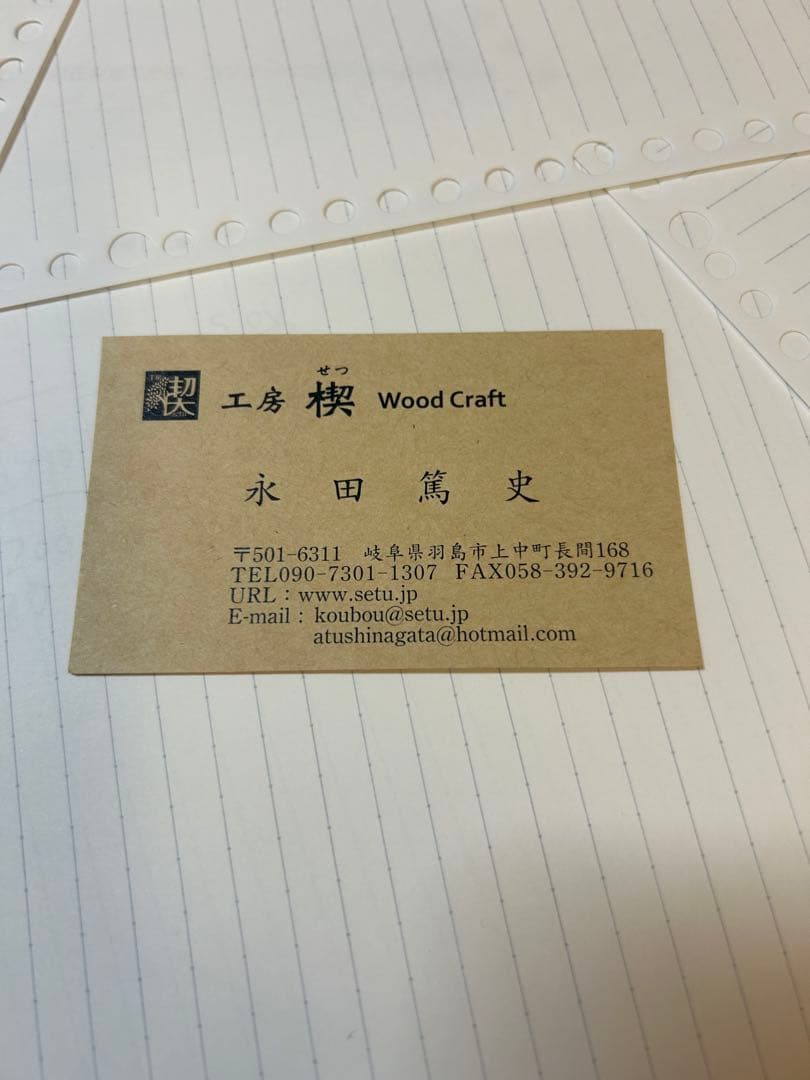 せつ
工房 楔 Wood Craft
永田篤史
〒501-6311 岐阜県羽島市上中町長間168
TEL090-7301-1307 FAX058-392-9716
URL：www.setu.jp
E-mail：koubou@setu.jp
atushinagata@hotmail.com